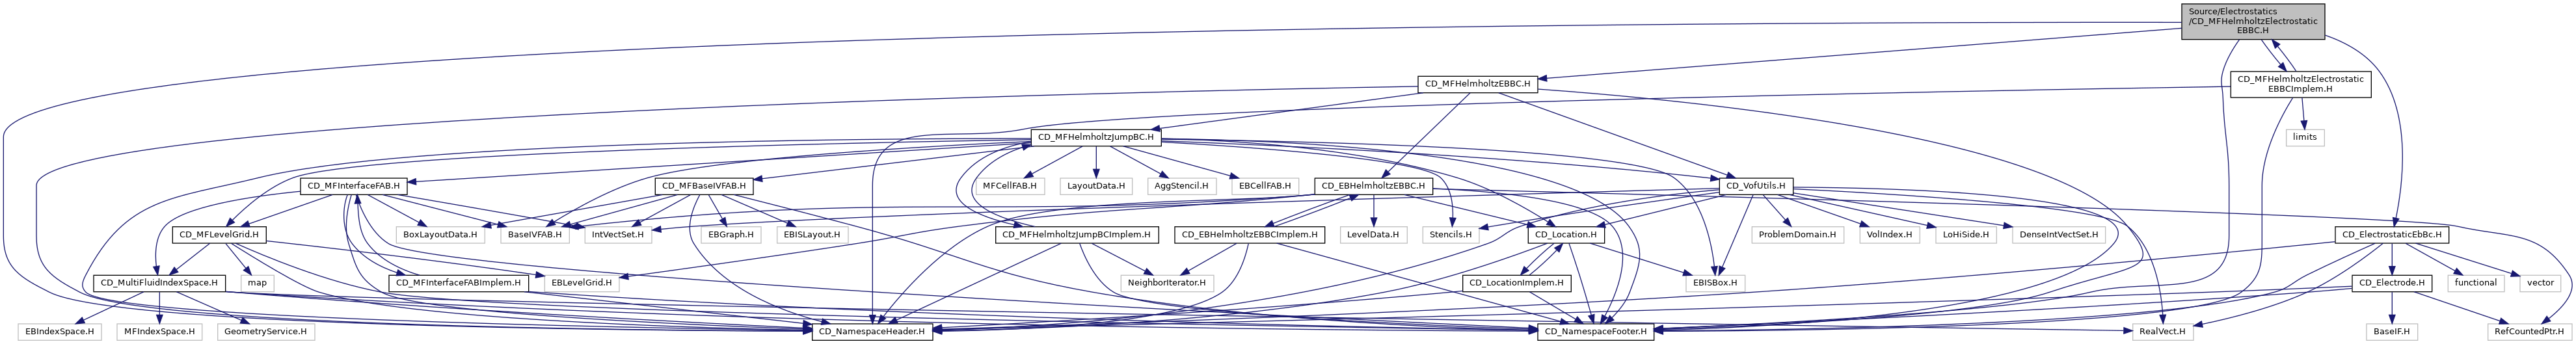 Source/Electrostatics
/CD_MFHelmholtzElectrostatic
EBBC.H
CD_MFHelmholtzEBBC.H
CD_MFHelmholtzElectrostatic
EBBCImplem.H
CD_MFHelmholtzJumpBC.H
limits
CD_MFInterfaceFAB.H
CD_MFBaseIVFAB.H
MFCellFAB.H
LayoutData.H
AggStencil.H
EBCellFAB.H
CD_EBHelmholtzEBBC.H
CD_VofUtils.H
CD_MFLevelGrid.H
BoxLayoutData.H
BaseIVFAB.H
IntVectSet.H
EBGraph.H
EBISLayout.H
CD_MFHelmholtzJumpBCImplem.H
CD_EBHelmholtzEBBCImplem.H
LevelData.H
Stencils.H
CD_Location.H
ProblemDomain.H
VolIndex.H
LoHiSide.H
DenseIntVectSet.H
CD_ElectrostaticEbBc.H
CD_MultiFluidIndexSpace.H
map
CD_MFInterfaceFABImplem.H
EBLevelGrid.H
NeighborIterator.H
CD_LocationImplem.H
EBISBox.H
CD_Electrode.H
functional
vector
EBIndexSpace.H
MFIndexSpace.H
GeometryService.H
CD_NamespaceHeader.H
CD_NamespaceFooter.H
RealVect.H
BaseIF.H
RefCountedPtr.H